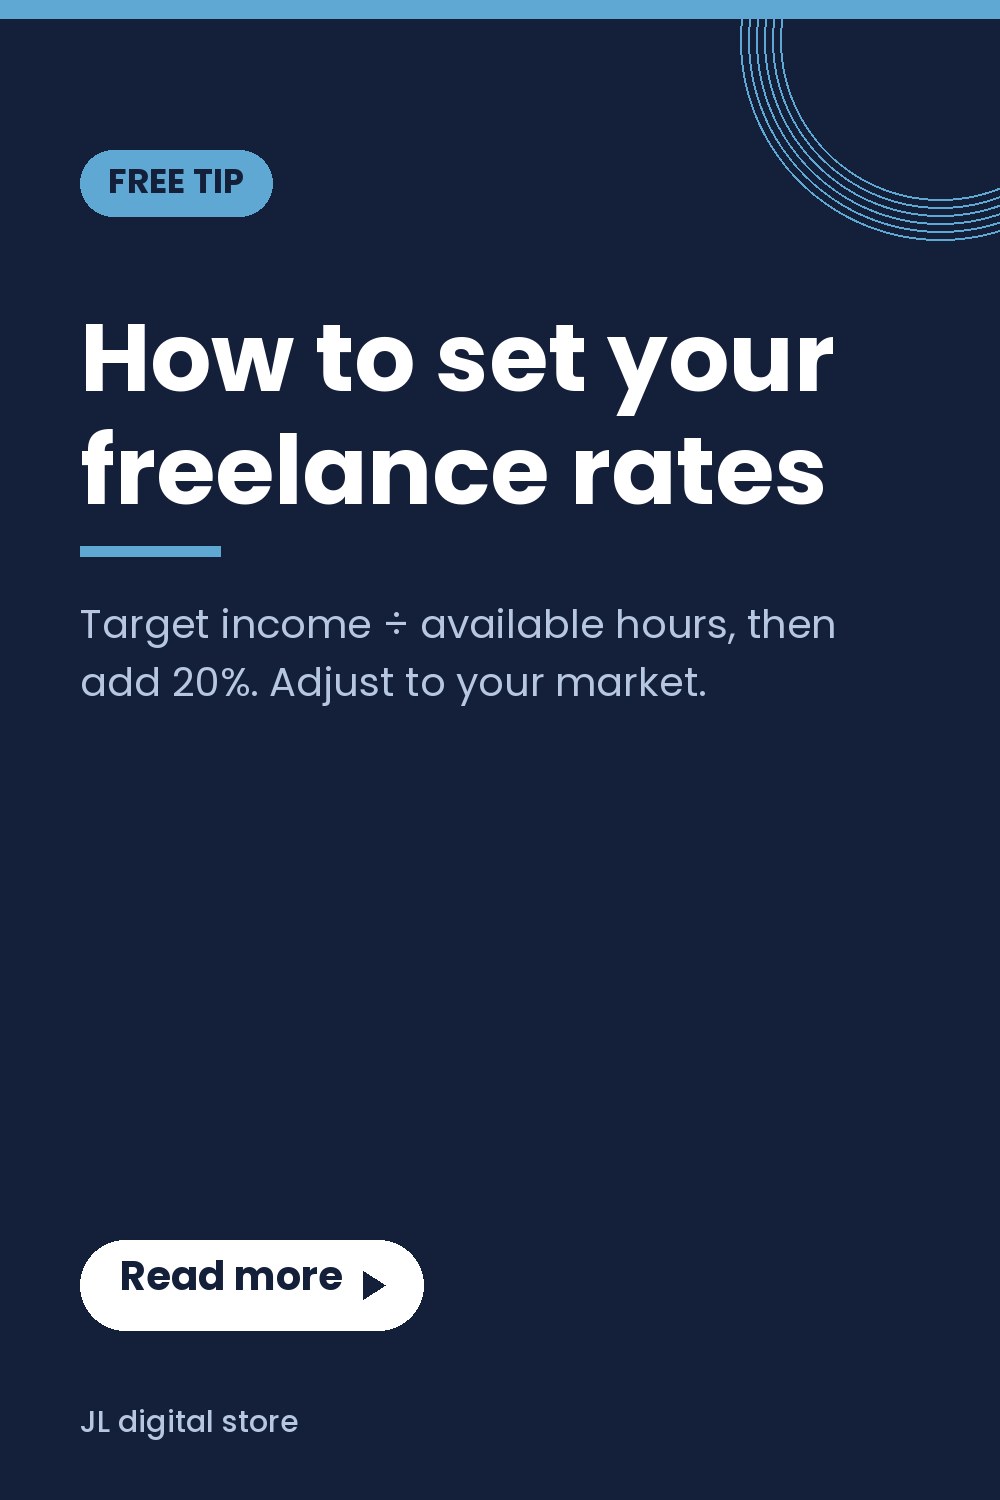 FREE TIP
How to set your
freelance rates
Target income ÷ available hours, then
add 20%. Adjust to your market.
Read more
JL digital store